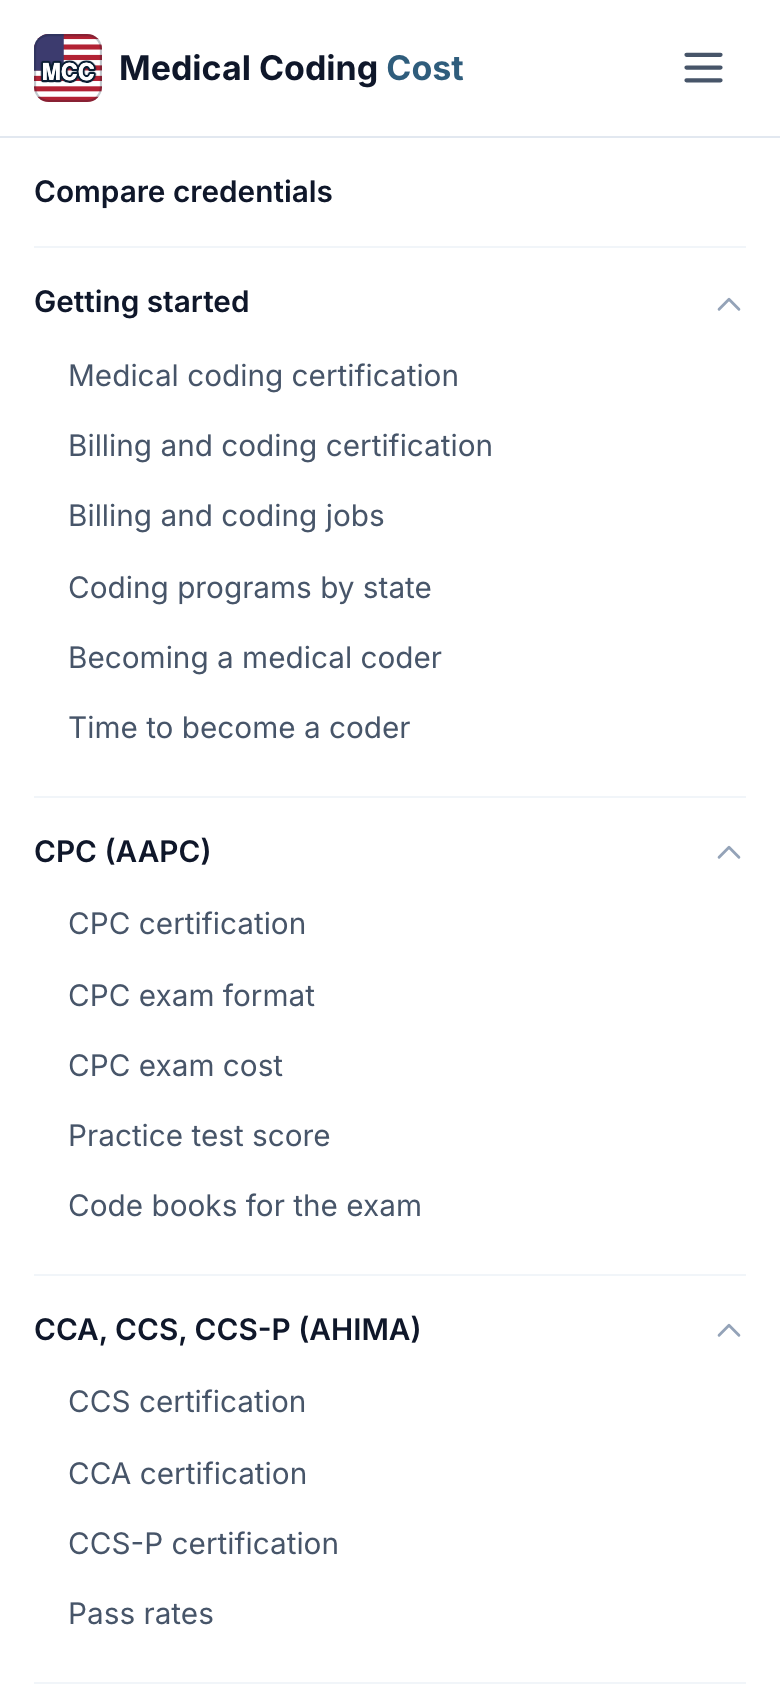 MCC
Medical Coding Cost
Compare credentials
Getting started
Medical coding certification
Billing and coding certification
Billing and coding jobs
Coding programs by state
Becoming a medical coder
Time to become a coder
CPC (AAPC)
CPC certification
CPC exam format
CPC exam cost
Practice test score
Code books for the exam
CCA, CCS, CCS-P (AHIMA)
CCS certification
CCA certification
CCS-P certification
Pass rates